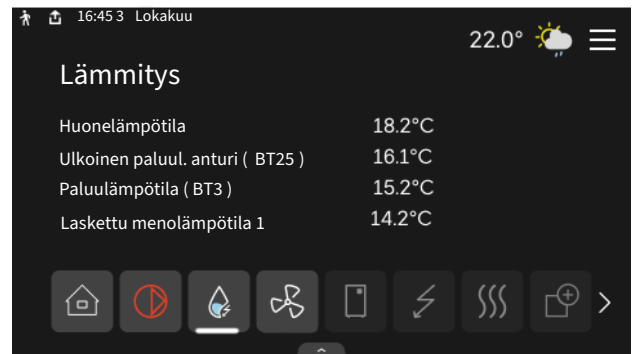 16:45 3 Lokakuu
22.0°
Lämmitys
Huonelämpötila 18.2°C
Ulkoinen paluul. anturi ( BT25 ) 16.1°C
Paluulämpötila ( BT3 ) 15.2°C
Laskettu menolämpötila 1 14.2°C